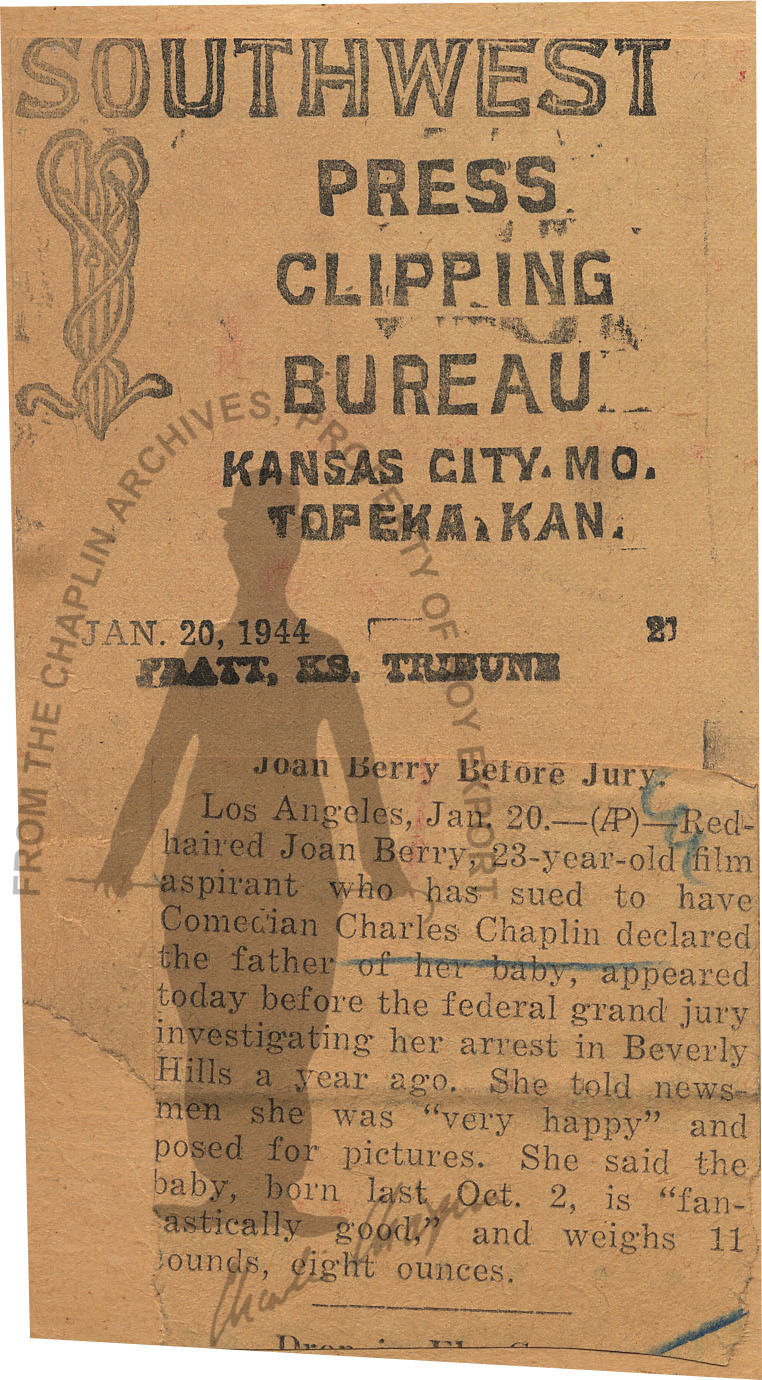 SOUTHWEST
PRESS
CLIPPING
BUREAU
KANSAS CITY. MO.
TOPEKA, KAN.
JAN. 20, 1944
PRATT, KS. TRIBUNE
FROM THE CHAPLIN ARCHIVES, PROPERTY OF ROY EXPORT
Joan Berry Before Jury.
Los Angeles, Jan. 20.—(AP)—Red-
haired Joan Berry, 23-year-old film
aspirant who has sued to have
Comedian Charles Chaplin declared
the father of her baby, appeared
today before the federal grand jury
investigating her arrest in Beverly
Hills a year ago. She told news-
men she was "very happy" and
posed for pictures. She said the
baby, born last Oct. 2, is "fan-
tastically good," and weighs 11
pounds, eight ounces.
Charlie Chaplin